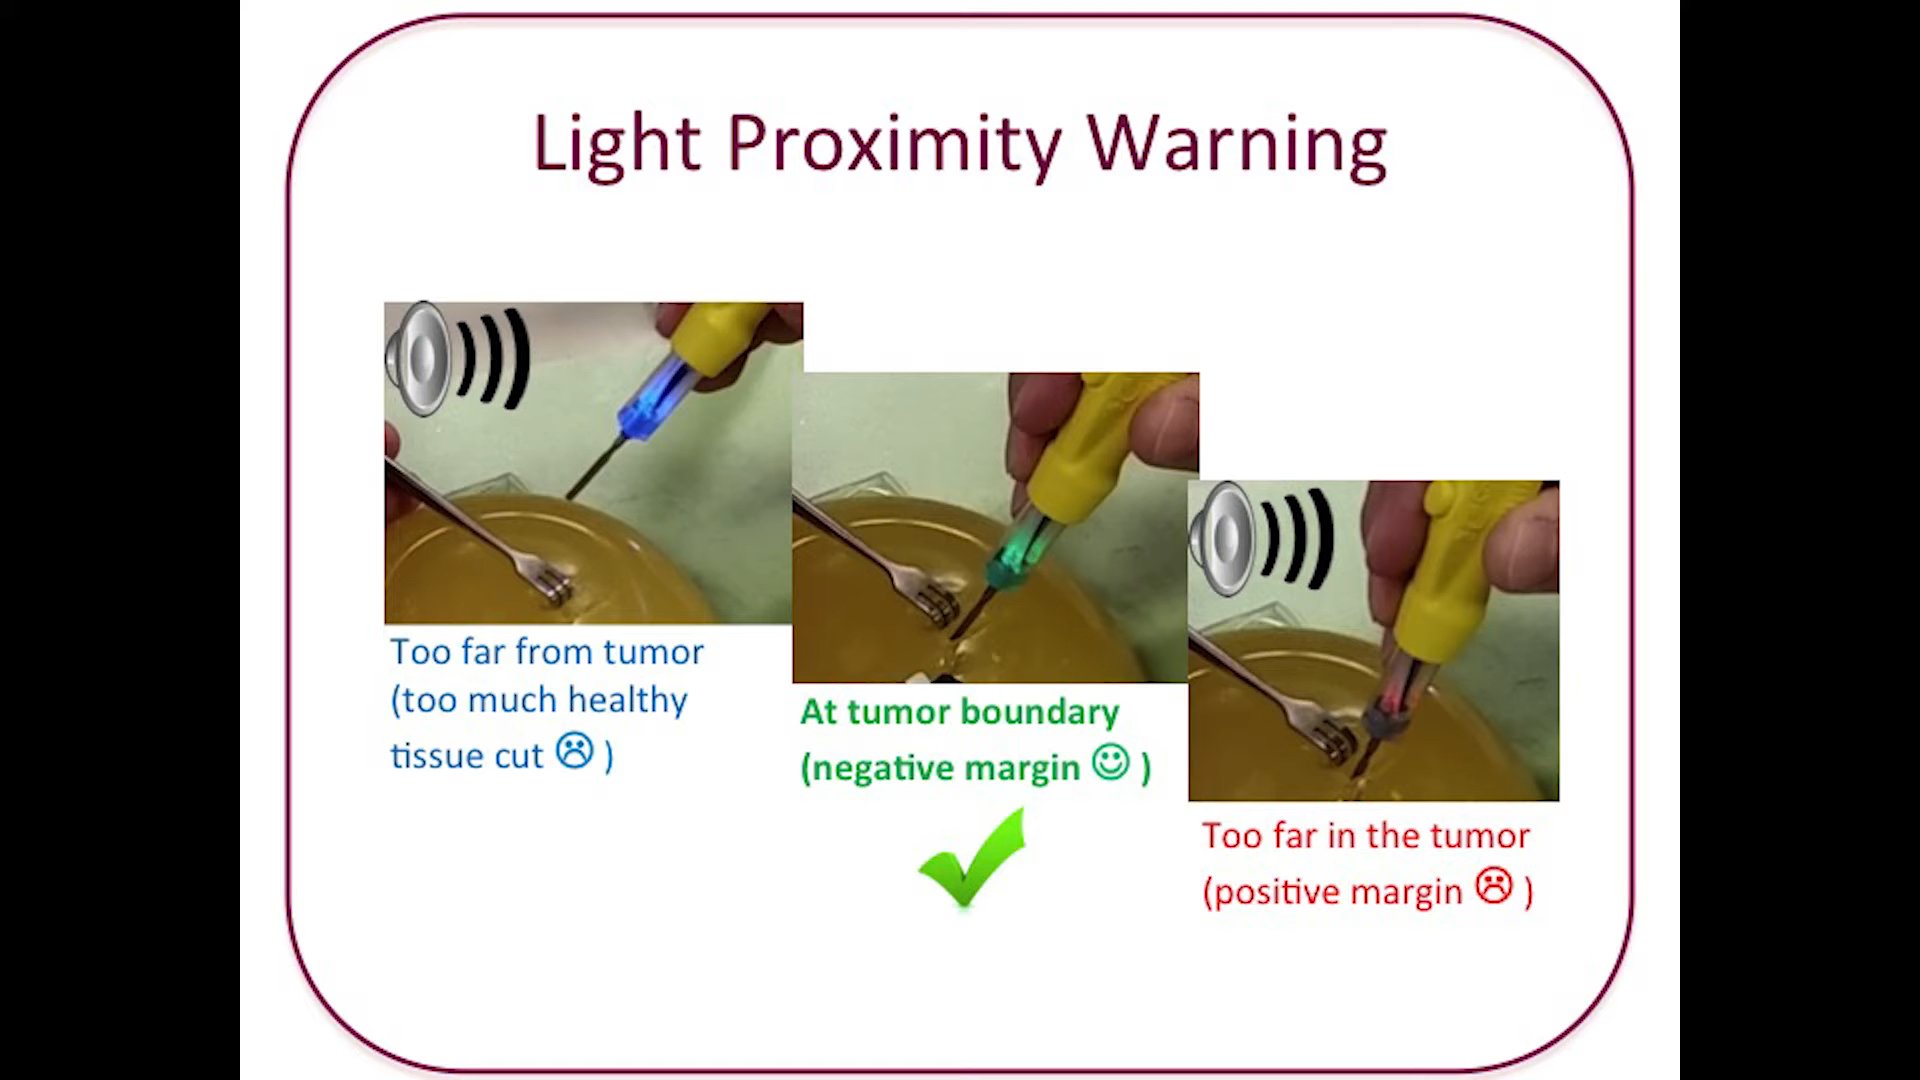 Light Proximity Warning
Too far from tumor
(too much healthy
tissue cut ☹ )
At tumor boundary
(negative margin ☺ )
Too far in the tumor
(positive margin ☹ )